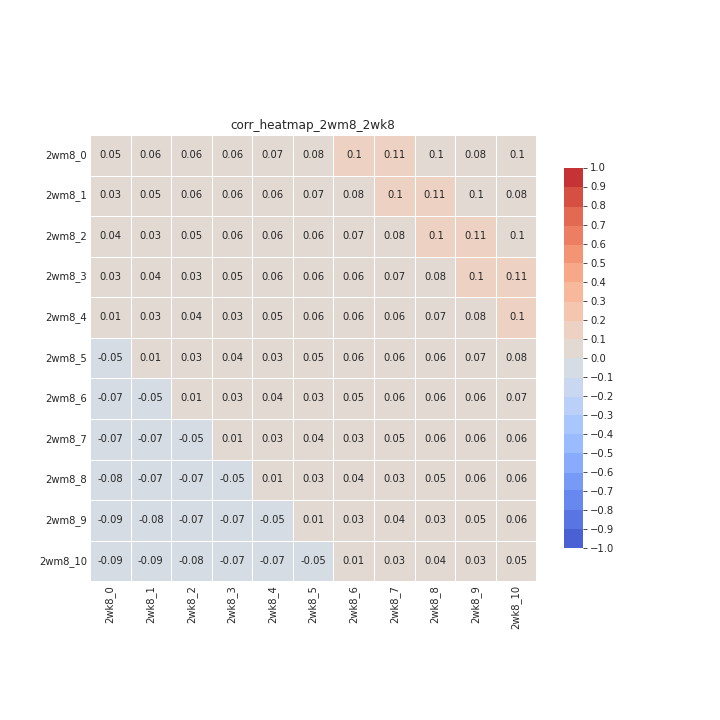 corr_heatmap_2wm8_2wk8
2wm8_0 0.05 0.06 0.06 0.06 0.07 0.08 0.1 0.11 0.1 0.08 0.1
2wm8_1 0.03 0.05 0.06 0.06 0.06 0.07 0.08 0.1 0.11 0.1 0.08
2wm8_2 0.04 0.03 0.05 0.06 0.06 0.06 0.07 0.08 0.1 0.11 0.1
2wm8_3 0.03 0.04 0.03 0.05 0.06 0.06 0.06 0.07 0.08 0.1 0.11
2wm8_4 0.01 0.03 0.04 0.03 0.05 0.06 0.06 0.06 0.07 0.08 0.1
2wm8_5 -0.05 0.01 0.03 0.04 0.03 0.05 0.06 0.06 0.06 0.07 0.08
2wm8_6 -0.07 -0.05 0.01 0.03 0.04 0.03 0.05 0.06 0.06 0.06 0.07
2wm8_7 -0.07 -0.07 -0.05 0.01 0.03 0.04 0.03 0.05 0.06 0.06 0.06
2wm8_8 -0.08 -0.07 -0.07 -0.05 0.01 0.03 0.04 0.03 0.05 0.06 0.06
2wm8_9 -0.09 -0.08 -0.07 -0.07 -0.05 0.01 0.03 0.04 0.03 0.05 0.06
2wm8_10 -0.09 -0.09 -0.08 -0.07 -0.07 -0.05 0.01 0.03 0.04 0.03 0.05
2wk8_0 2wk8_1 2wk8_2 2wk8_3 2wk8_4 2wk8_5 2wk8_6 2wk8_7 2wk8_8 2wk8_9 2wk8_10
1.0
0.9
0.8
0.7
0.6
0.5
0.4
0.3
0.2
0.1
0.0
−0.1
−0.2
−0.3
−0.4
−0.5
−0.6
−0.7
−0.8
−0.9
−1.0